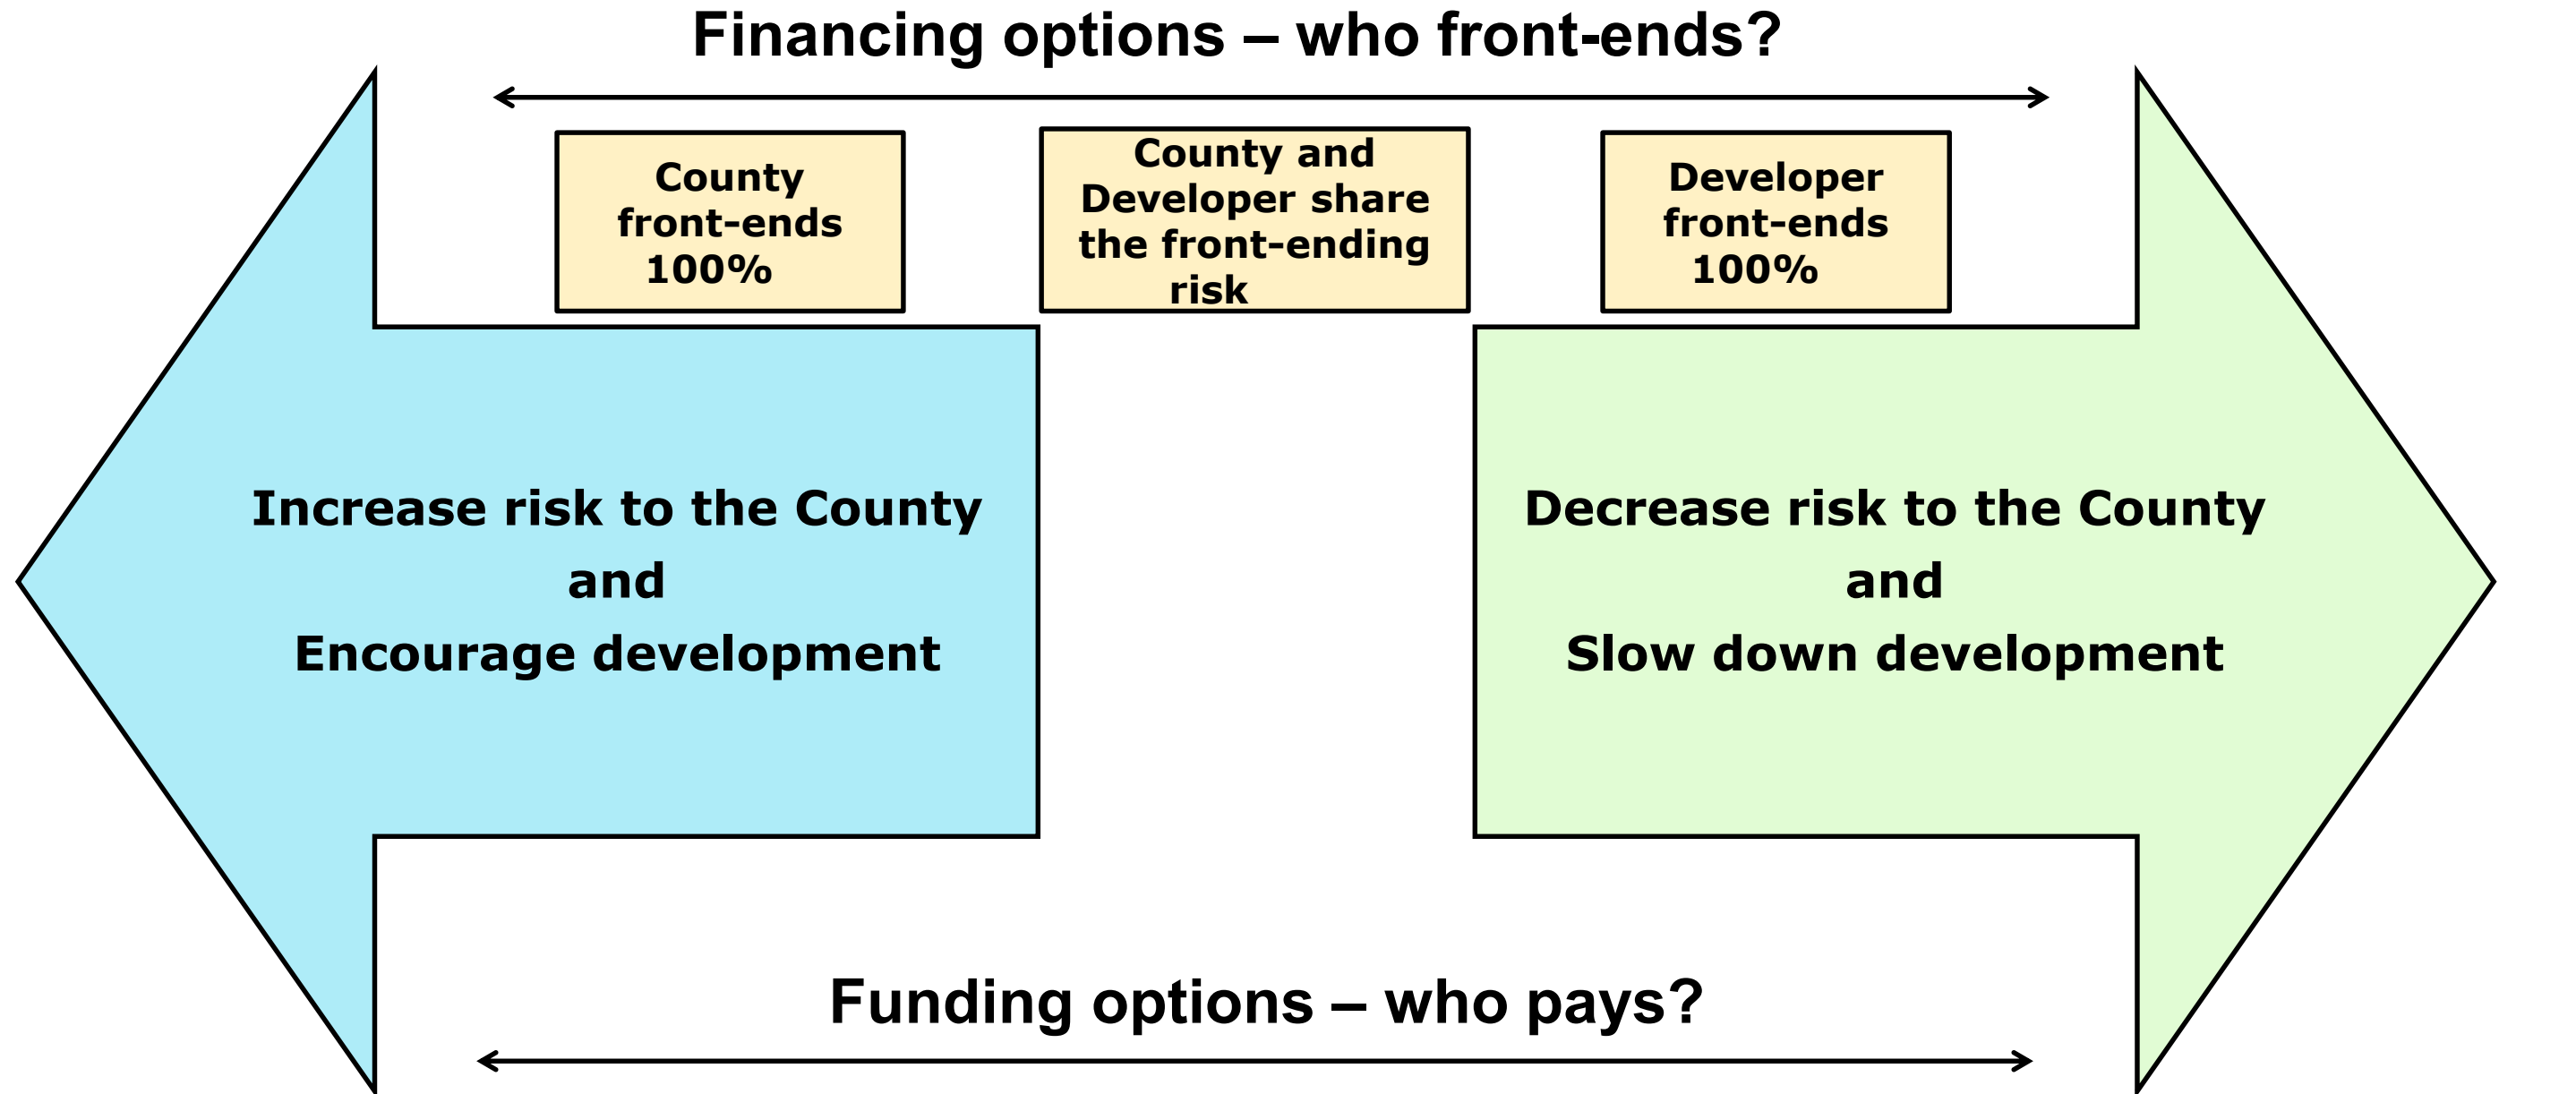 Financing options – who front-ends?
County
front-ends
100%
County and
Developer share
the front-ending
risk
Developer
front-ends
100%
Increase risk to the County
and
Encourage development
Decrease risk to the County
and
Slow down development
Funding options – who pays?